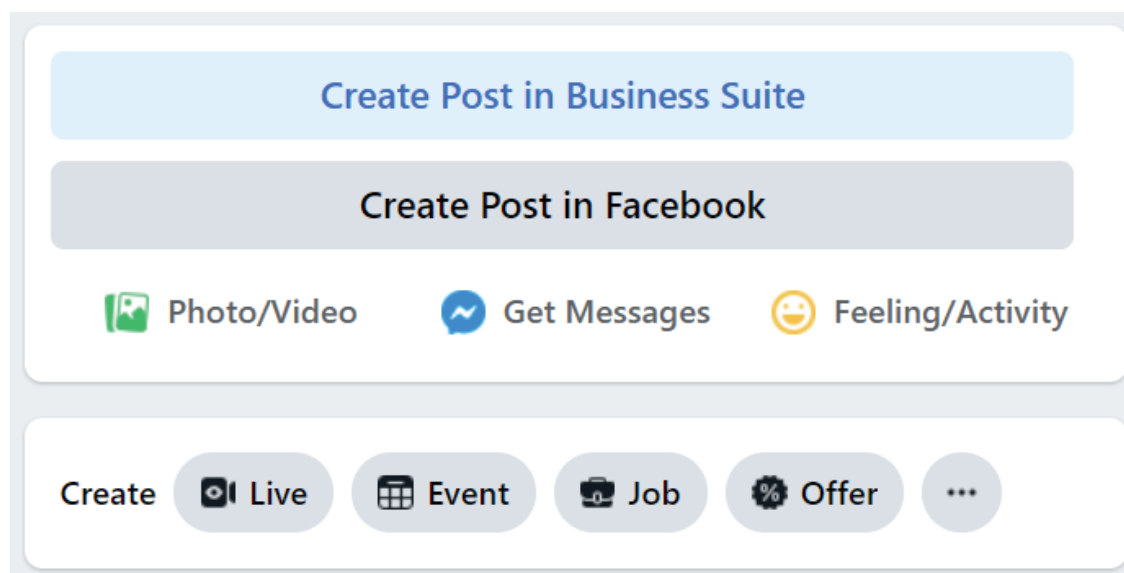 Create Post in Business Suite
Create Post in Facebook
Photo/Video Get Messages Feeling/Activity
Create Live Event Job Offer ...